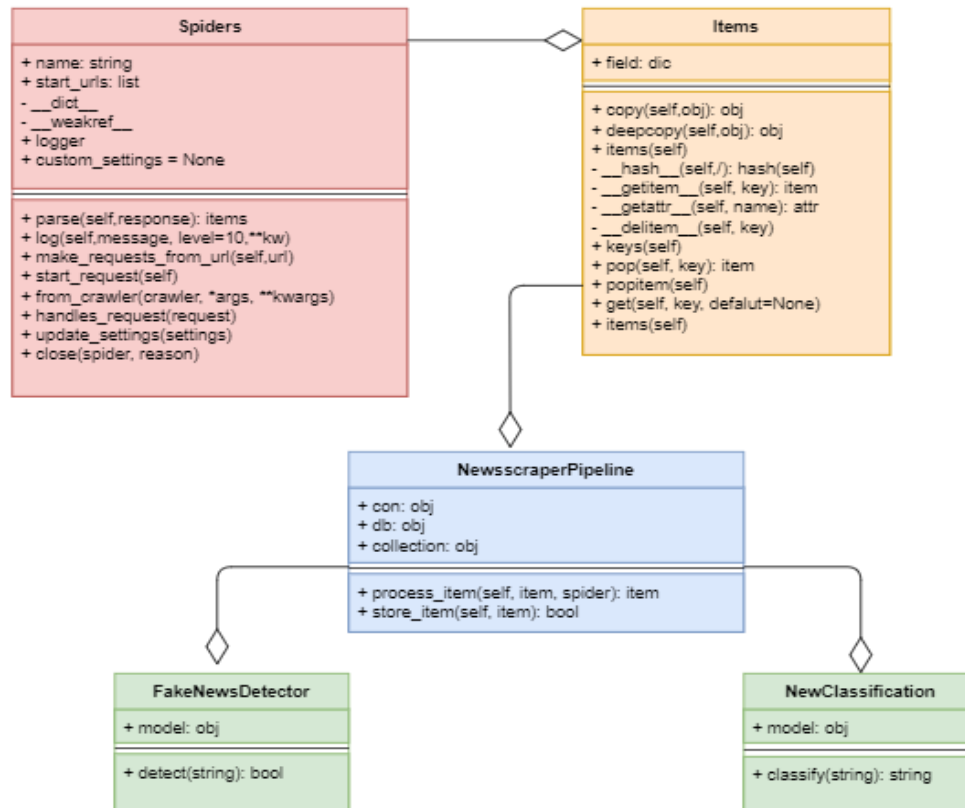 Spiders
+ name: string
+ start_urls: list
- __dict__
- __weakref__
+ logger
+ custom_settings = None
+ parse(self,response): items
+ log(self,message, level=10,**kw)
+ make_requests_from_url(self,url)
+ start_request(self)
+ from_crawler(crawler, *args, **kwargs)
+ handles_request(request)
+ update_settings(settings)
+ close(spider, reason)
Items
+ field: dic
+ copy(self,obj): obj
+ deepcopy(self,obj): obj
+ items(self)
- __hash__(self,/): hash(self)
- __getitem__(self, key): item
- __getattr__(self, name): attr
- __delitem__(self, key)
+ keys(self)
+ pop(self, key): item
+ popitem(self)
+ get(self, key, defalut=None)
+ items(self)
NewsscraperPipeline
+ con: obj
+ db: obj
+ collection: obj
+ process_item(self, item, spider): item
+ store_item(self, item): bool
FakeNewsDetector
+ model: obj
+ detect(string): bool
NewClassification
+ model: obj
+ classify(string): string